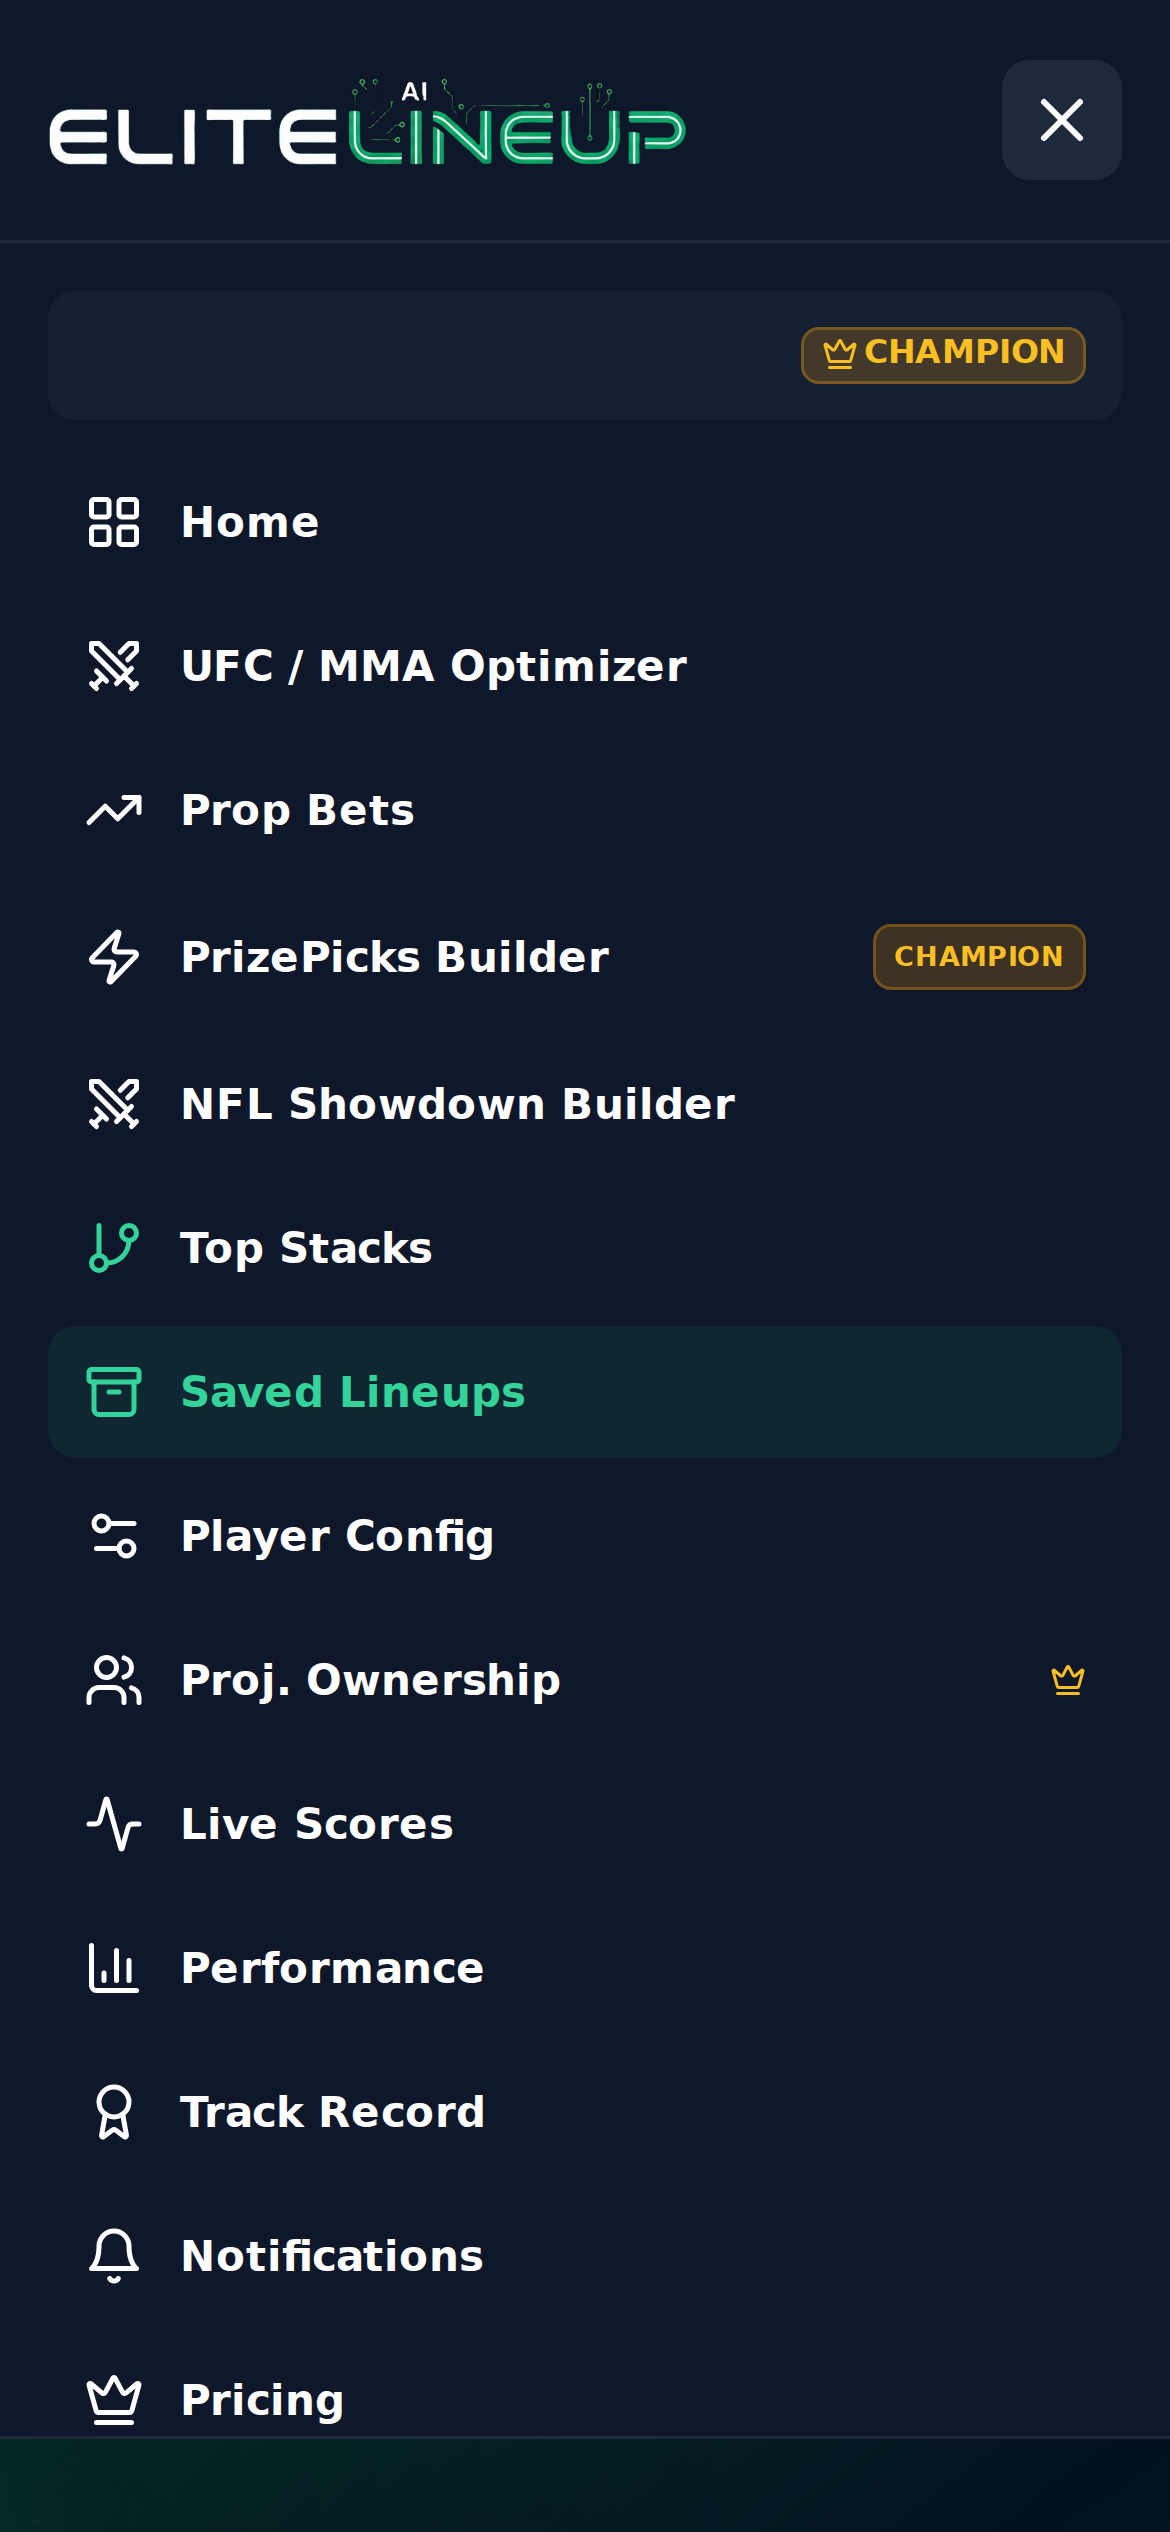 ELITELINEUP
AI
CHAMPION
Home
UFC / MMA Optimizer
Prop Bets
PrizePicks Builder
CHAMPION
NFL Showdown Builder
Top Stacks
Saved Lineups
Player Config
Proj. Ownership
Live Scores
Performance
Track Record
Notifications
Pricing